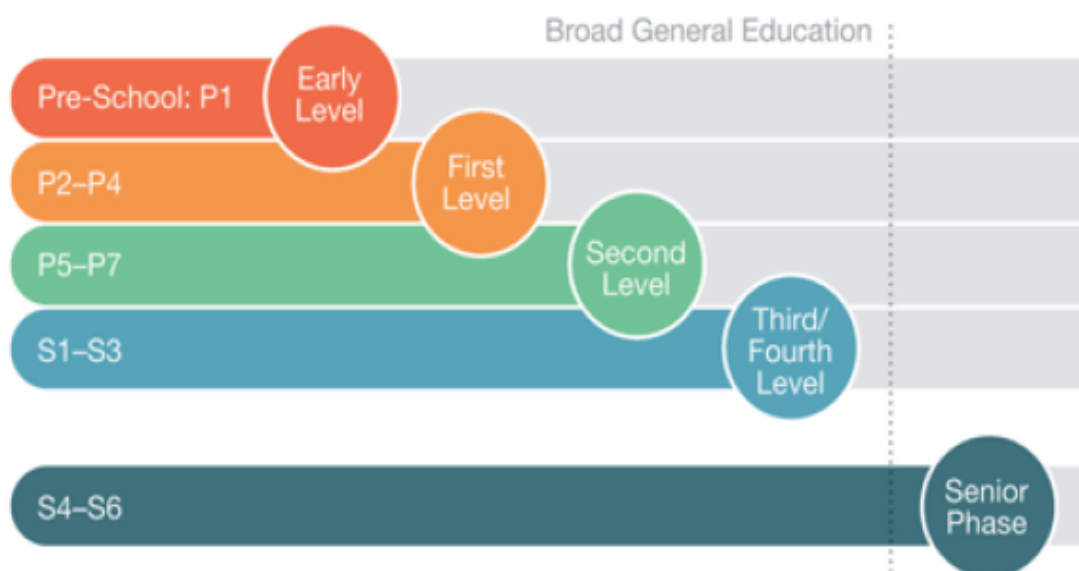 Broad General Education
Pre-School: P1
Early
Level
P2–P4
First
Level
P5–P7
Second
Level
S1–S3
Third/
Fourth
Level
S4–S6
Senior
Phase